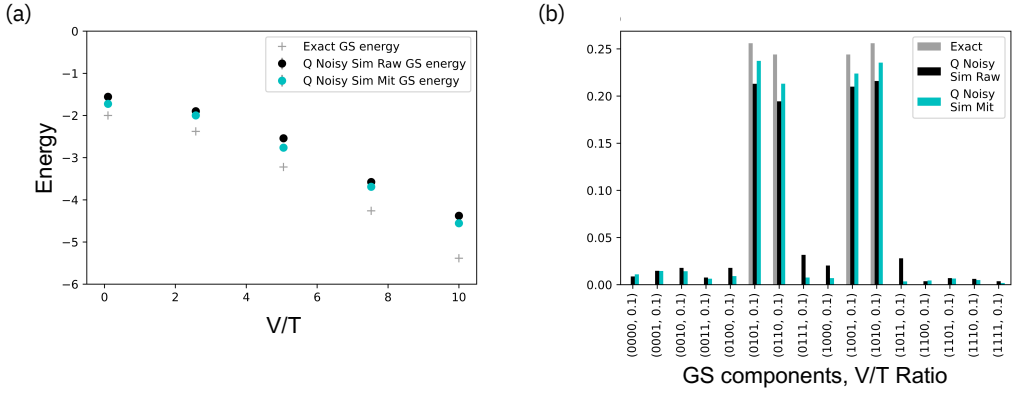 (a)
0
−1
−2
−3
−4
−5
−6
Energy
0
2
4
6
8
10
V/T
Exact GS energy
Q Noisy Sim Raw GS energy
Q Noisy Sim Mit GS energy
(b)
0.25
0.20
0.15
0.10
0.05
0.00
Exact
Q Noisy
Sim Raw
Q Noisy
Sim Mit
(0000, 0.1)
(0001, 0.1)
(0010, 0.1)
(0011, 0.1)
(0100, 0.1)
(0101, 0.1)
(0110, 0.1)
(0111, 0.1)
(1000, 0.1)
(1001, 0.1)
(1010, 0.1)
(1011, 0.1)
(1100, 0.1)
(1101, 0.1)
(1110, 0.1)
(1111, 0.1)
GS components, V/T Ratio